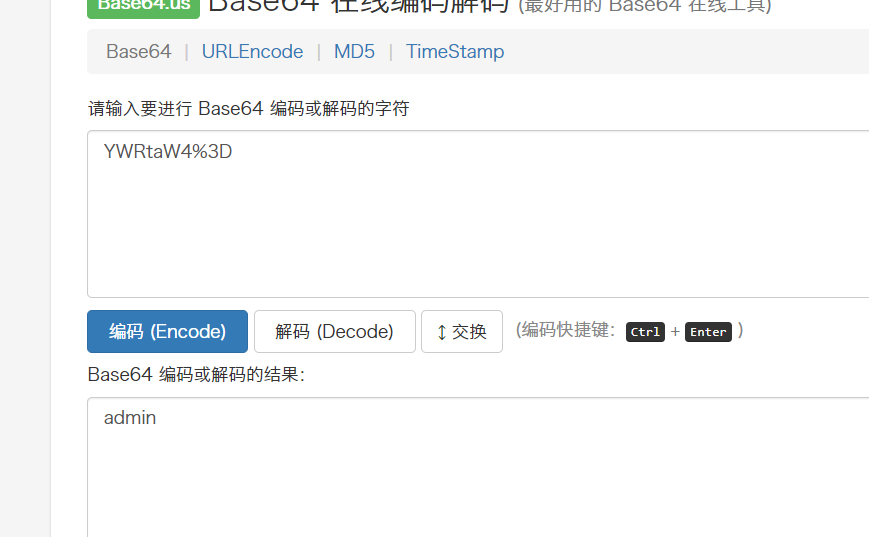 Base64.us Base64 在线编码解码 (最好用的 Base64 在线工具)
Base64 | URLEncode | MD5 | TimeStamp
请输入要进行 Base64 编码或解码的字符
YWRtaW4%3D
编码 (Encode) 解码 (Decode) ↕ 交换 (编码快捷键： Ctrl + Enter )
Base64 编码或解码的结果：
admin